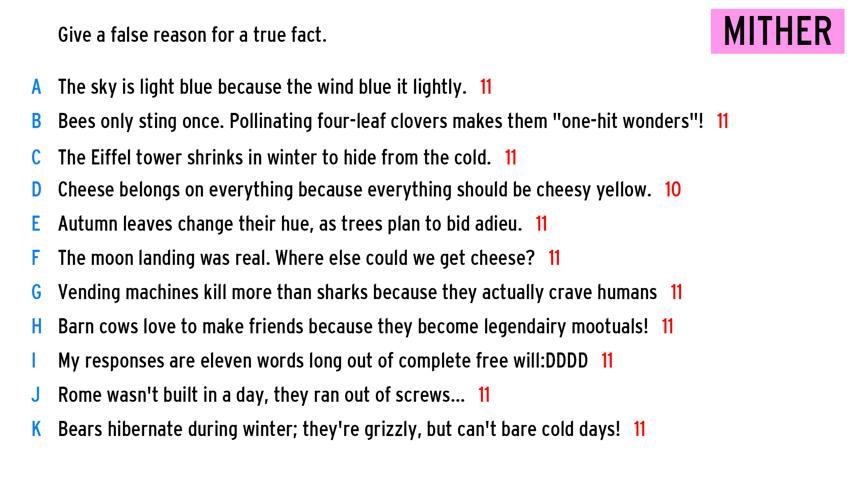 Give a false reason for a true fact.
MITHER
A The sky is light blue because the wind blue it lightly. 11
B Bees only sting once. Pollinating four-leaf clovers makes them "one-hit wonders"! 11
C The Eiffel tower shrinks in winter to hide from the cold. 11
D Cheese belongs on everything because everything should be cheesy yellow. 10
E Autumn leaves change their hue, as trees plan to bid adieu. 11
F The moon landing was real. Where else could we get cheese? 11
G Vending machines kill more than sharks because they actually crave humans 11
H Barn cows love to make friends because they become legendairy mootuals! 11
I My responses are eleven words long out of complete free will:DDDD 11
J Rome wasn't built in a day, they ran out of screws... 11
K Bears hibernate during winter; they're grizzly, but can't bare cold days! 11